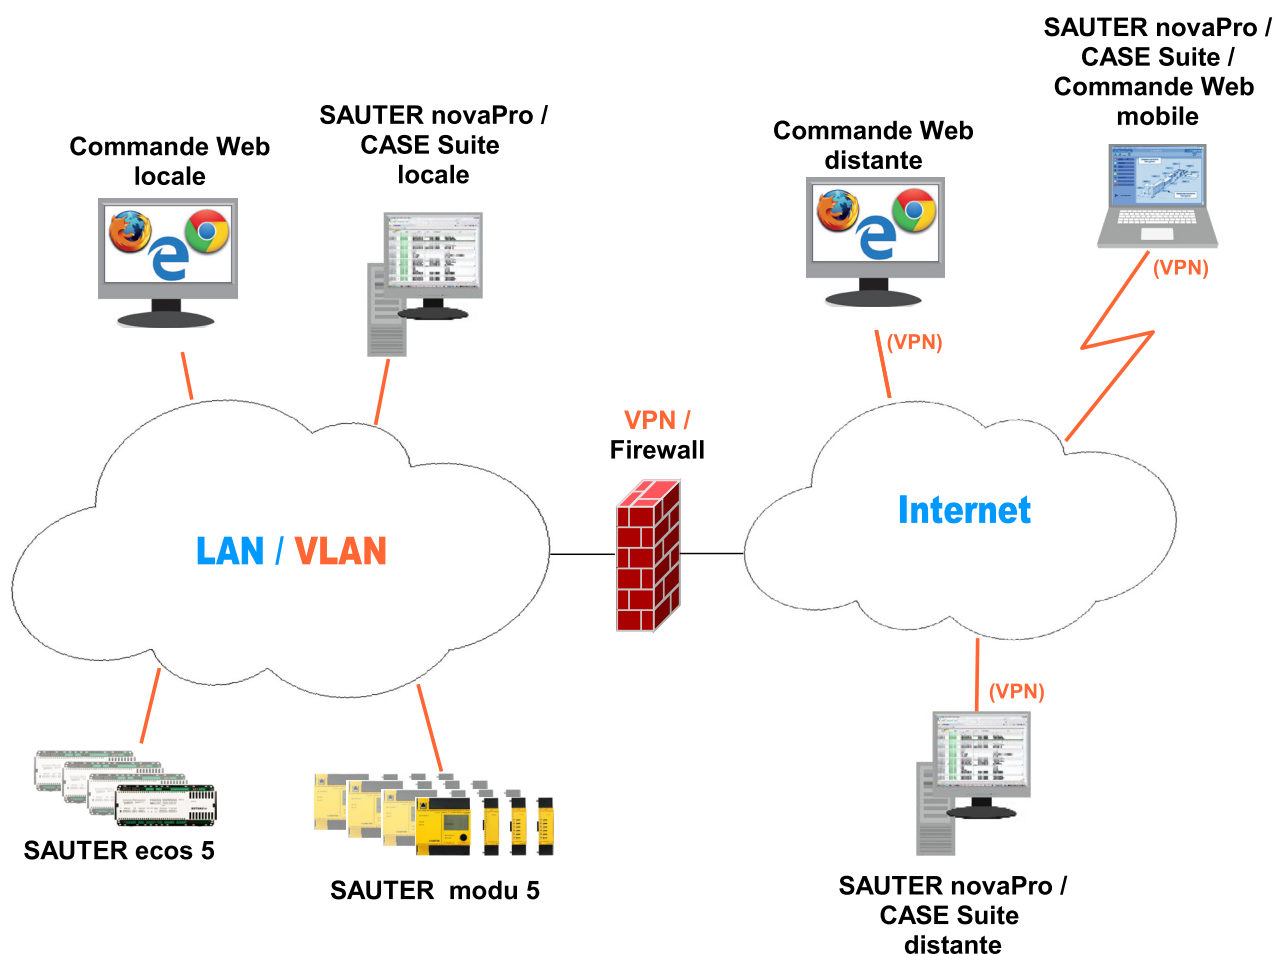 SAUTER novaPro /
CASE Suite /
Commande Web
mobile
SAUTER novaPro /
CASE Suite
locale
Commande Web
locale
Commande Web
distante
(VPN)
(VPN)
VPN /
Firewall
LAN / VLAN
Internet
(VPN)
SAUTER ecos 5
SAUTER modu 5
SAUTER novaPro /
CASE Suite
distante